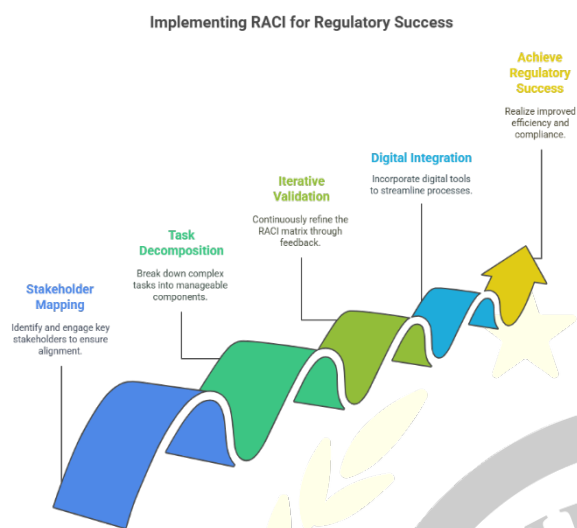 Implementing RACI for Regulatory Success
Achieve
Regulatory
Success
Realize improved
efficiency and
compliance.
Digital Integration
Incorporate digital tools
to streamline processes.
Iterative
Validation
Continuously refine the
RACI matrix through
feedback.
Task
Decomposition
Break down complex
tasks into manageable
components.
Stakeholder
Mapping
Identify and engage key
stakeholders to ensure
alignment.